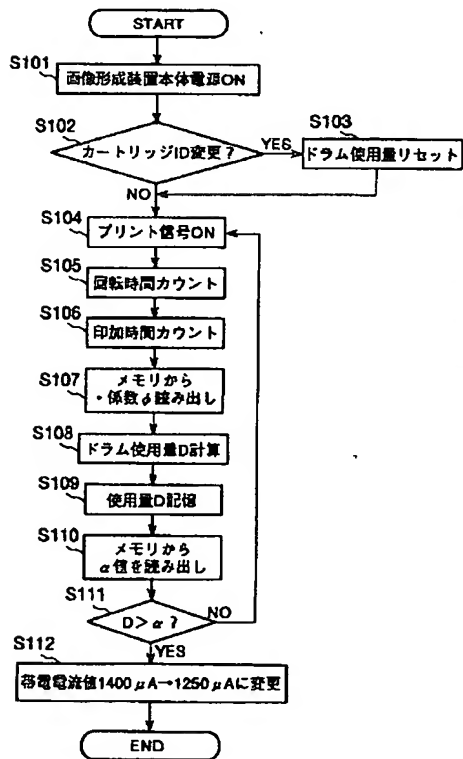 START
S101
画像形成装置本体電源ON
S102
カートリッジID変更?
YES
S103
ドラム使用量リセット
NO
S104
プリント信号ON
S105
回転時間カウント
S106
印加時間カウント
S107
メモリから
・係数φ読み出し
S108
ドラム使用量D計算
S109
使用量D記憶
S110
メモリから
α値を読み出し
S111
D>α?
NO
YES
S112
帯電電流値1400μA→1250μAに変更
END